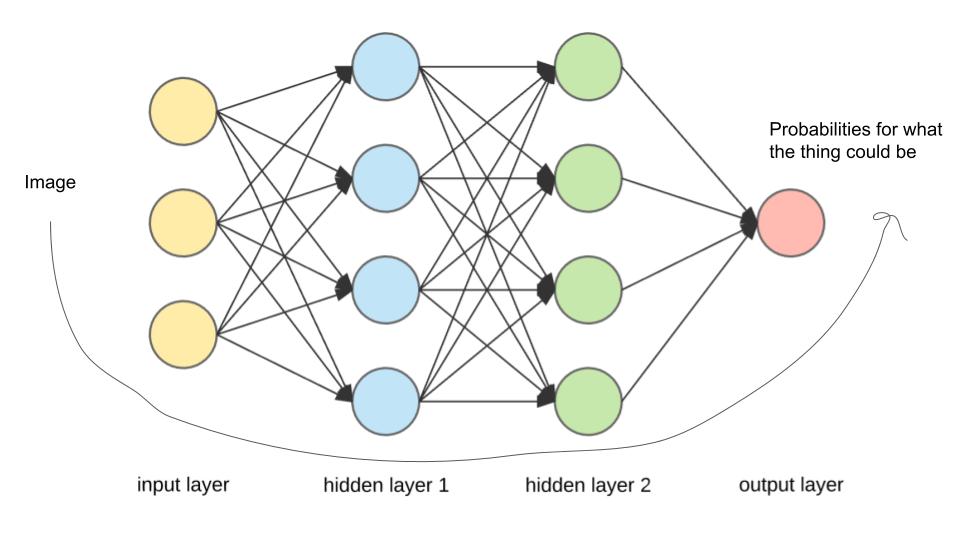 Probabilities for what
the thing could be
Image
input layer
hidden layer 1
hidden layer 2
output layer